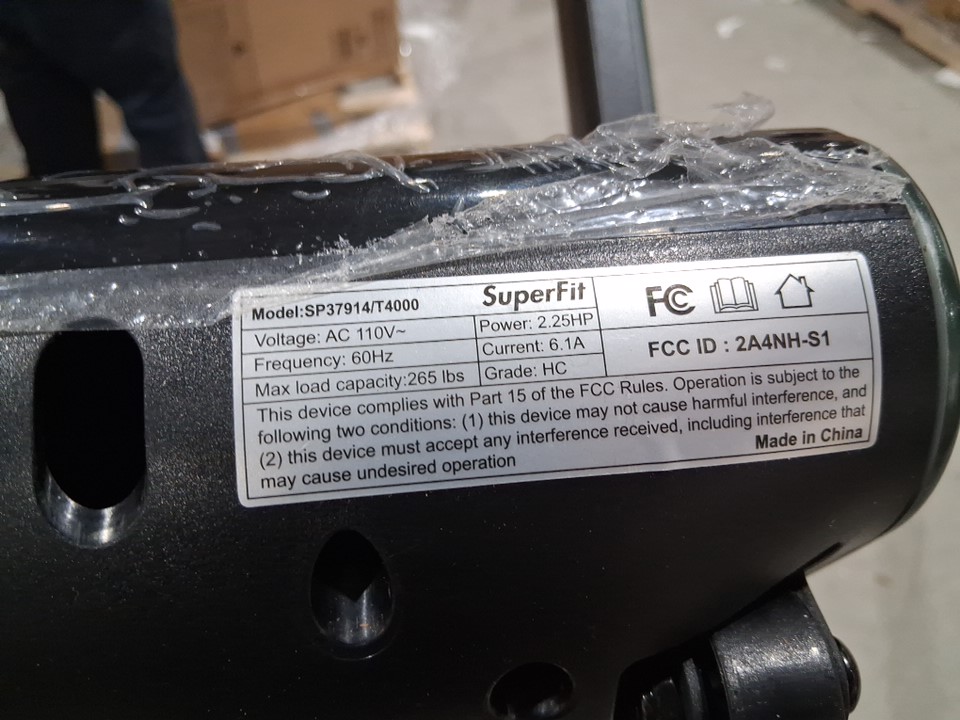 Model:SP37914/T4000
SuperFit
Voltage: AC 110V~
Power: 2.25HP
Frequency: 60Hz
Current: 6.1A
Max load capacity:265 lbs
Grade: HC
FC
FCC ID : 2A4NH-S1
This device complies with Part 15 of the FCC Rules. Operation is subject to the
following two conditions: (1) this device may not cause harmful interference, and
(2) this device must accept any interference received, including interference that
may cause undesired operation
Made in China